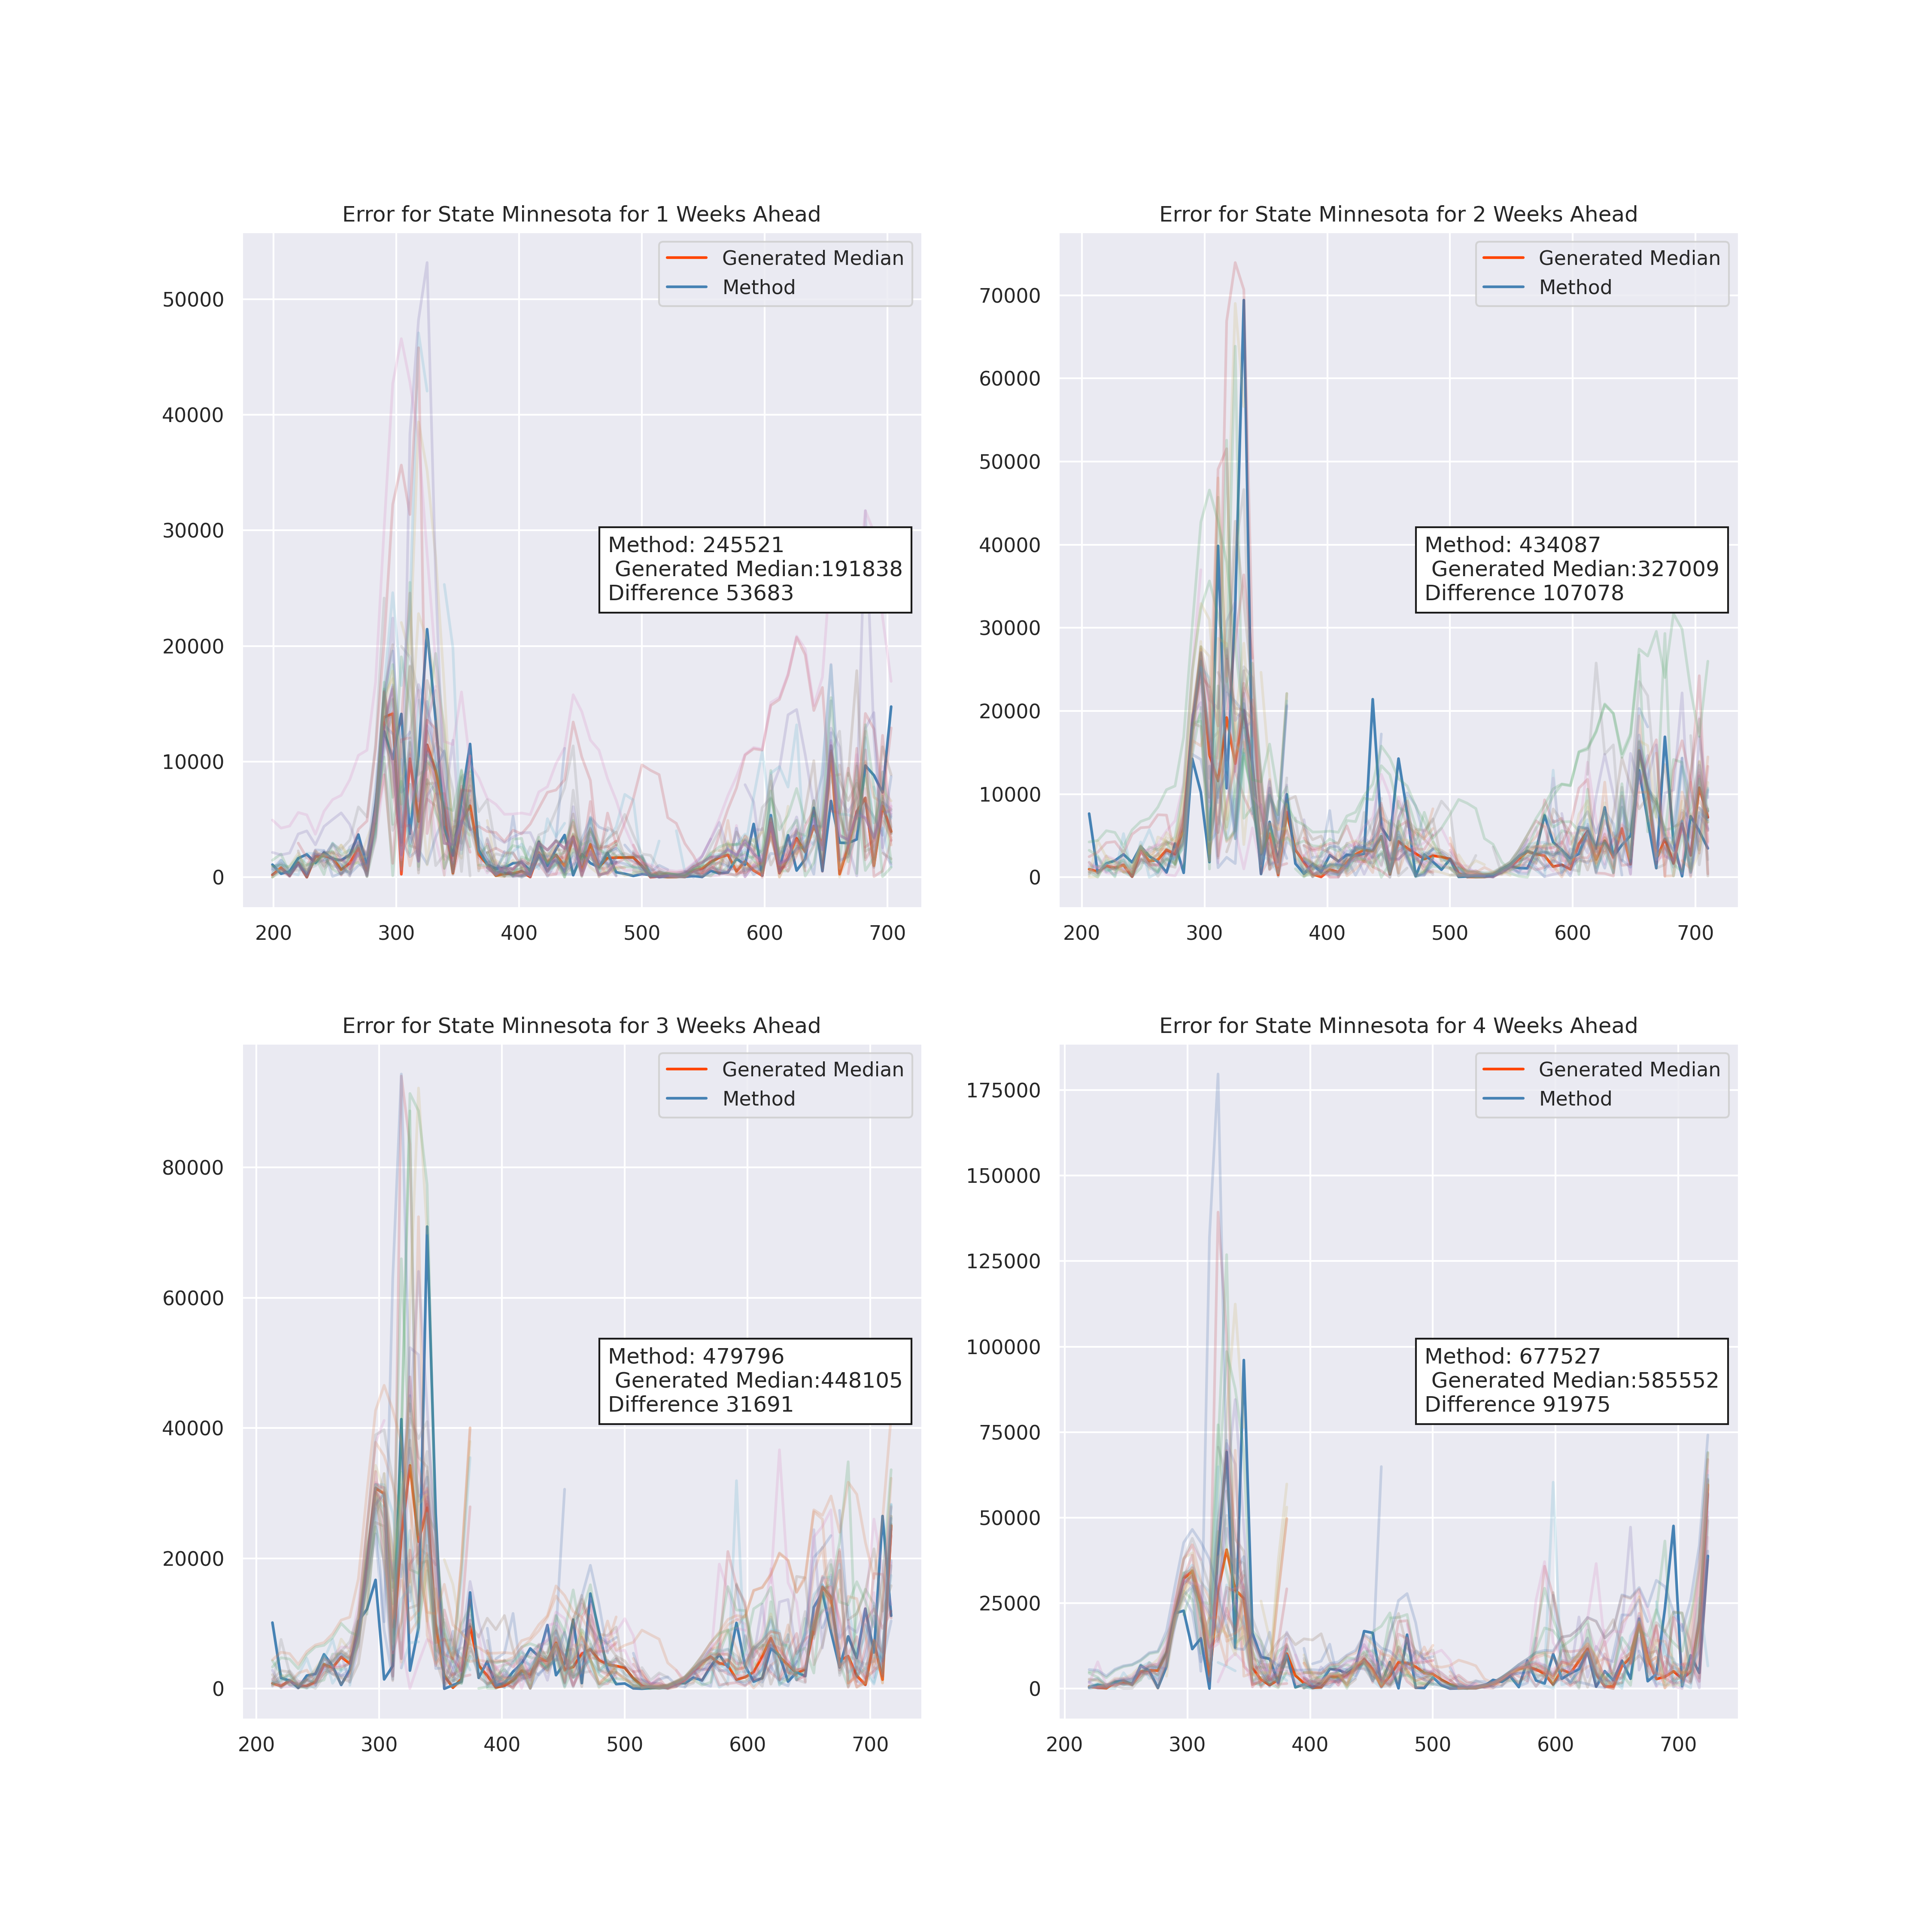 Error for State Minnesota for 1 Weeks Ahead
Generated Median
Method
50000
40000
30000
20000
10000
0
Method: 245521
Generated Median:191838
Difference 53683
200 300 400 500 600 700
Error for State Minnesota for 2 Weeks Ahead
Generated Median
Method
70000
60000
50000
40000
30000
20000
10000
0
Method: 434087
Generated Median:327009
Difference 107078
200 300 400 500 600 700
Error for State Minnesota for 3 Weeks Ahead
Generated Median
Method
80000
60000
40000
20000
0
Method: 479796
Generated Median:448105
Difference 31691
200 300 400 500 600 700
Error for State Minnesota for 4 Weeks Ahead
Generated Median
Method
175000
150000
125000
100000
75000
50000
25000
0
Method: 677527
Generated Median:585552
Difference 91975
200 300 400 500 600 700